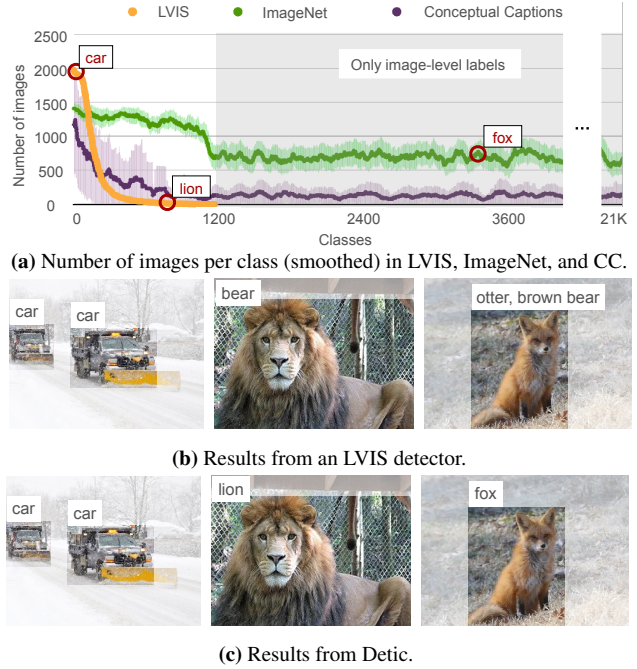 LVIS ImageNet Conceptual Captions
2500
2000
1500
1000
500
0
Number of images
car
Only image-level labels
fox
...
lion
0 1200 2400 3600 21K
Classes
(a) Number of images per class (smoothed) in LVIS, ImageNet, and CC.
car
car
bear
otter, brown bear
(b) Results from an LVIS detector.
car
car
lion
fox
(c) Results from Detic.